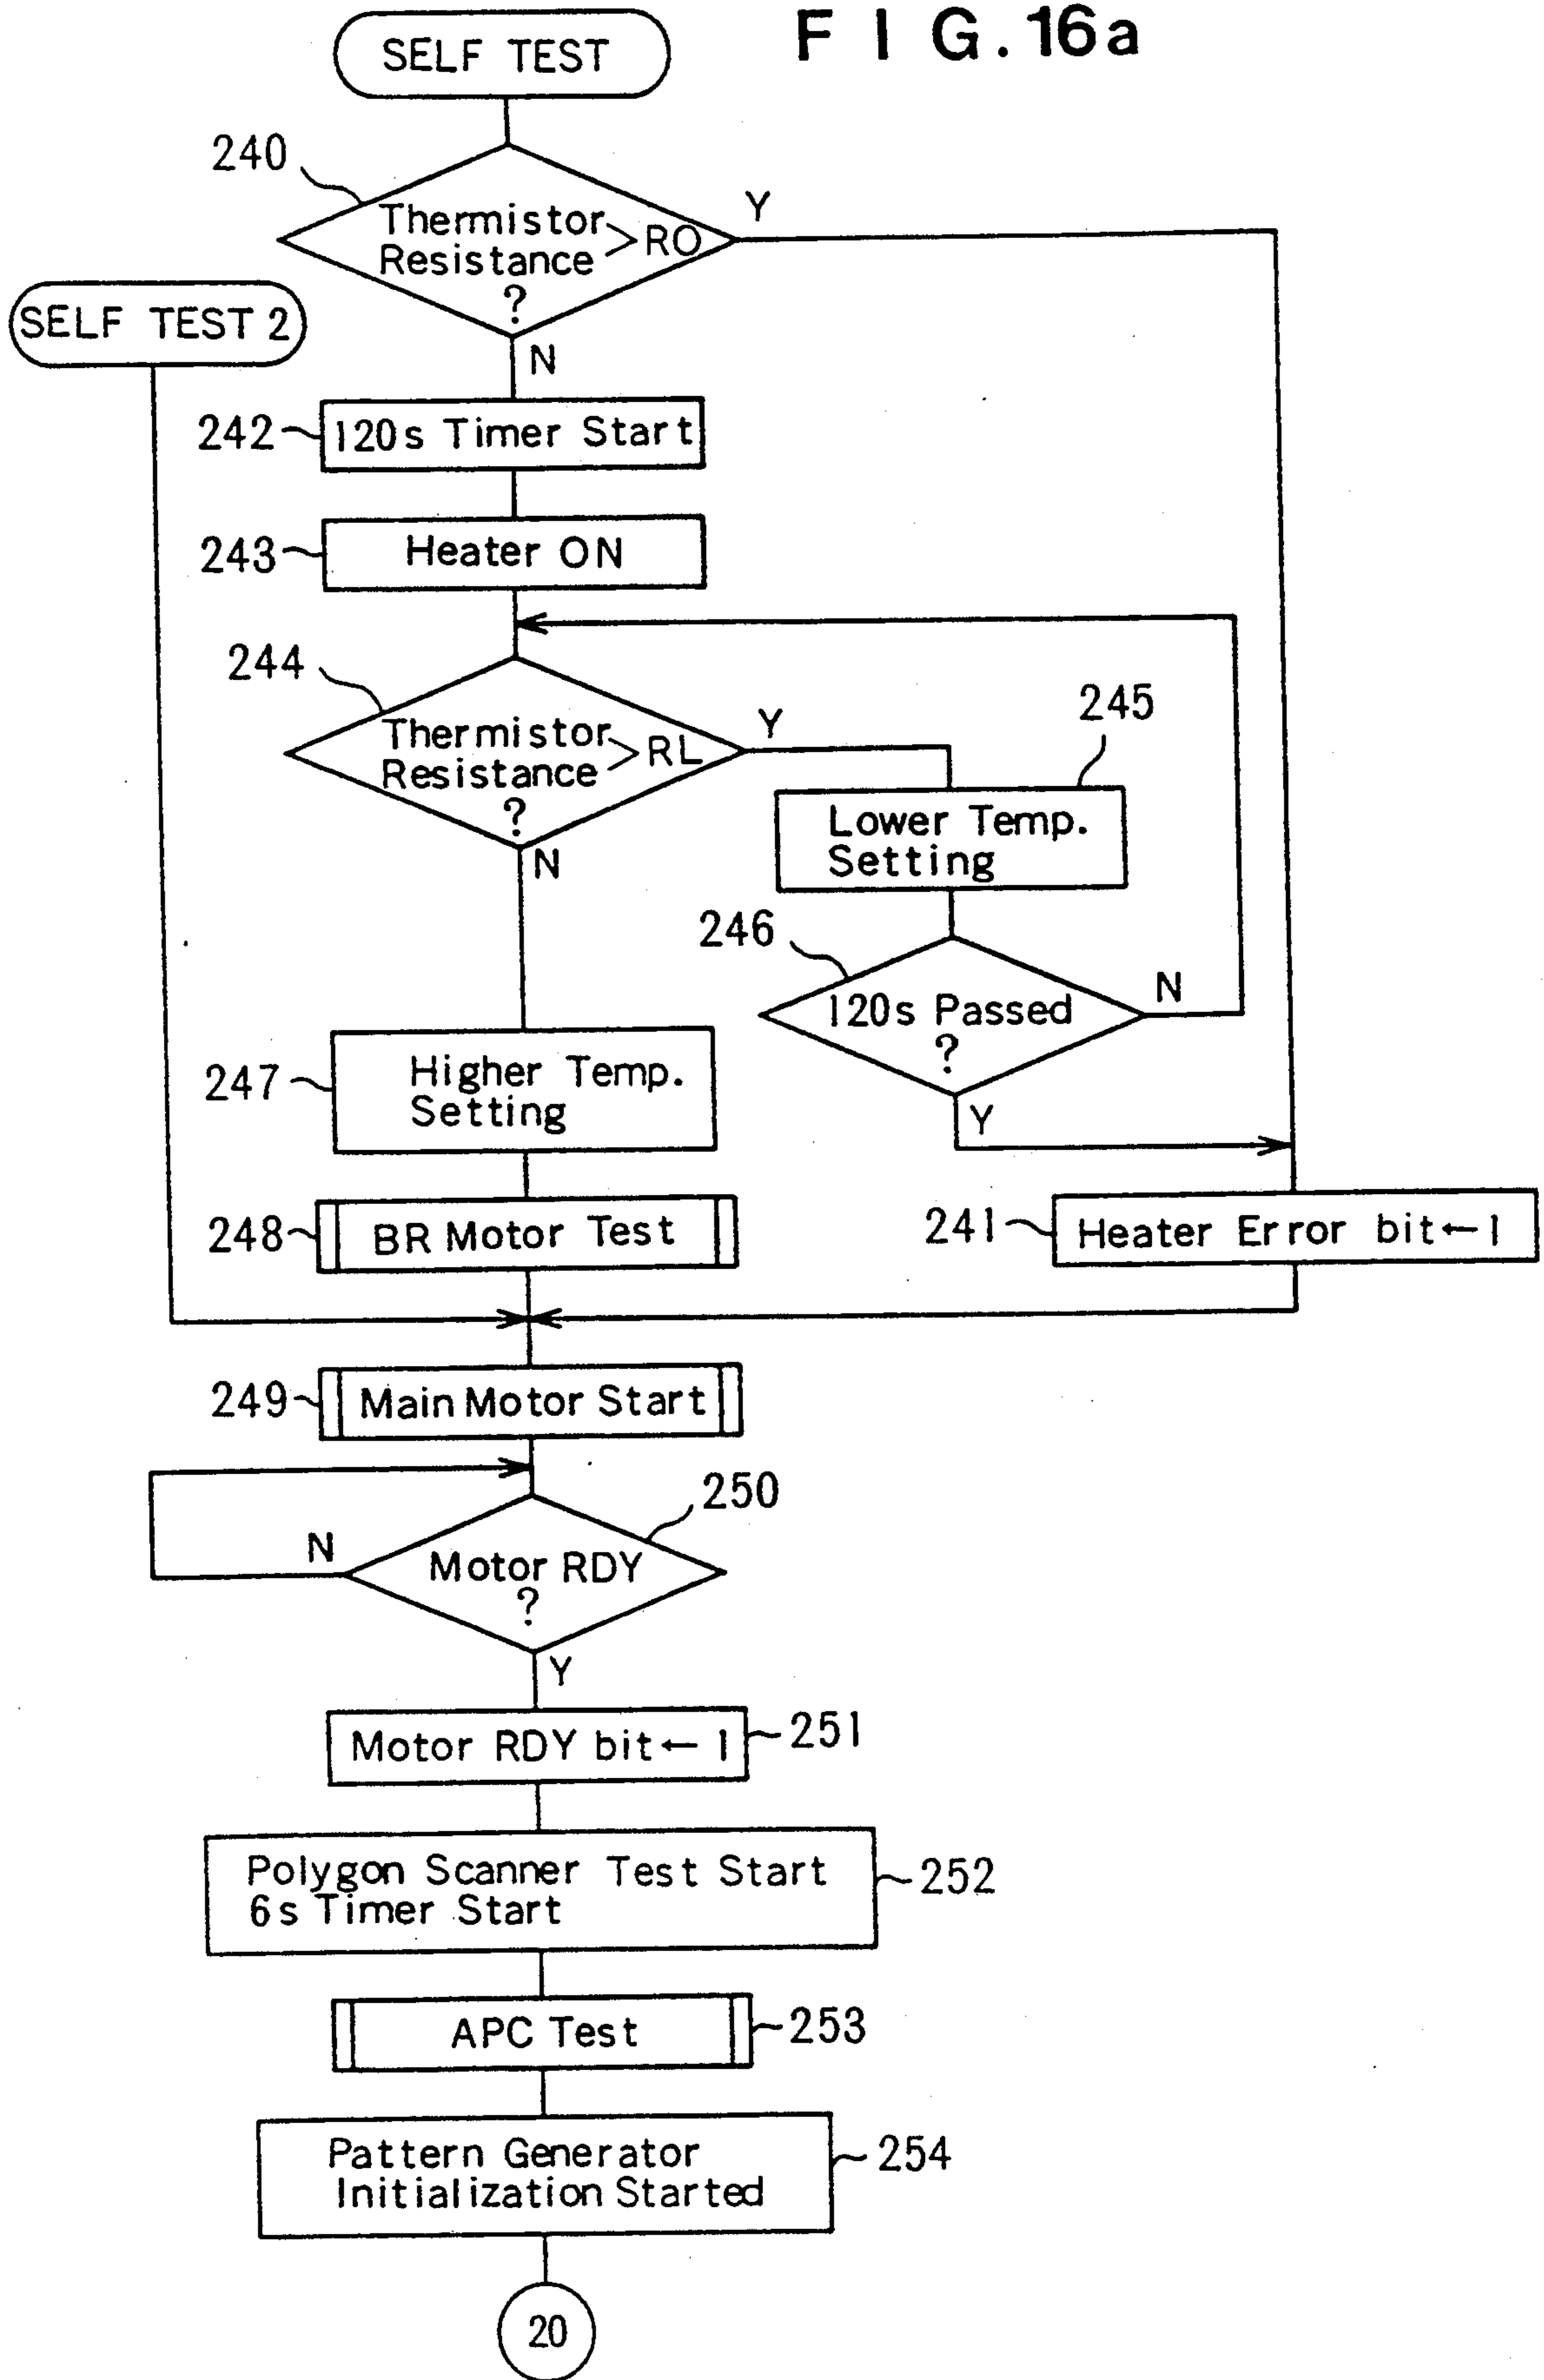 FIG.16a
SELF TEST
240
Thermistor
Resistance >RO
?
Y
N
SELF TEST 2
242
120s Timer Start
243
Heater ON
244
Thermistor
Resistance >RL
?
Y
N
245
Lower Temp.
Setting
246
120s Passed
?
N
Y
247
Higher Temp.
Setting
248
BR Motor Test
241
Heater Error bit←1
249
Main Motor Start
250
Motor RDY
?
N
Y
Motor RDY bit←1
251
Polygon Scanner Test Start
6s Timer Start
252
APC Test
253
Pattern Generator
Initialization Started
254
20